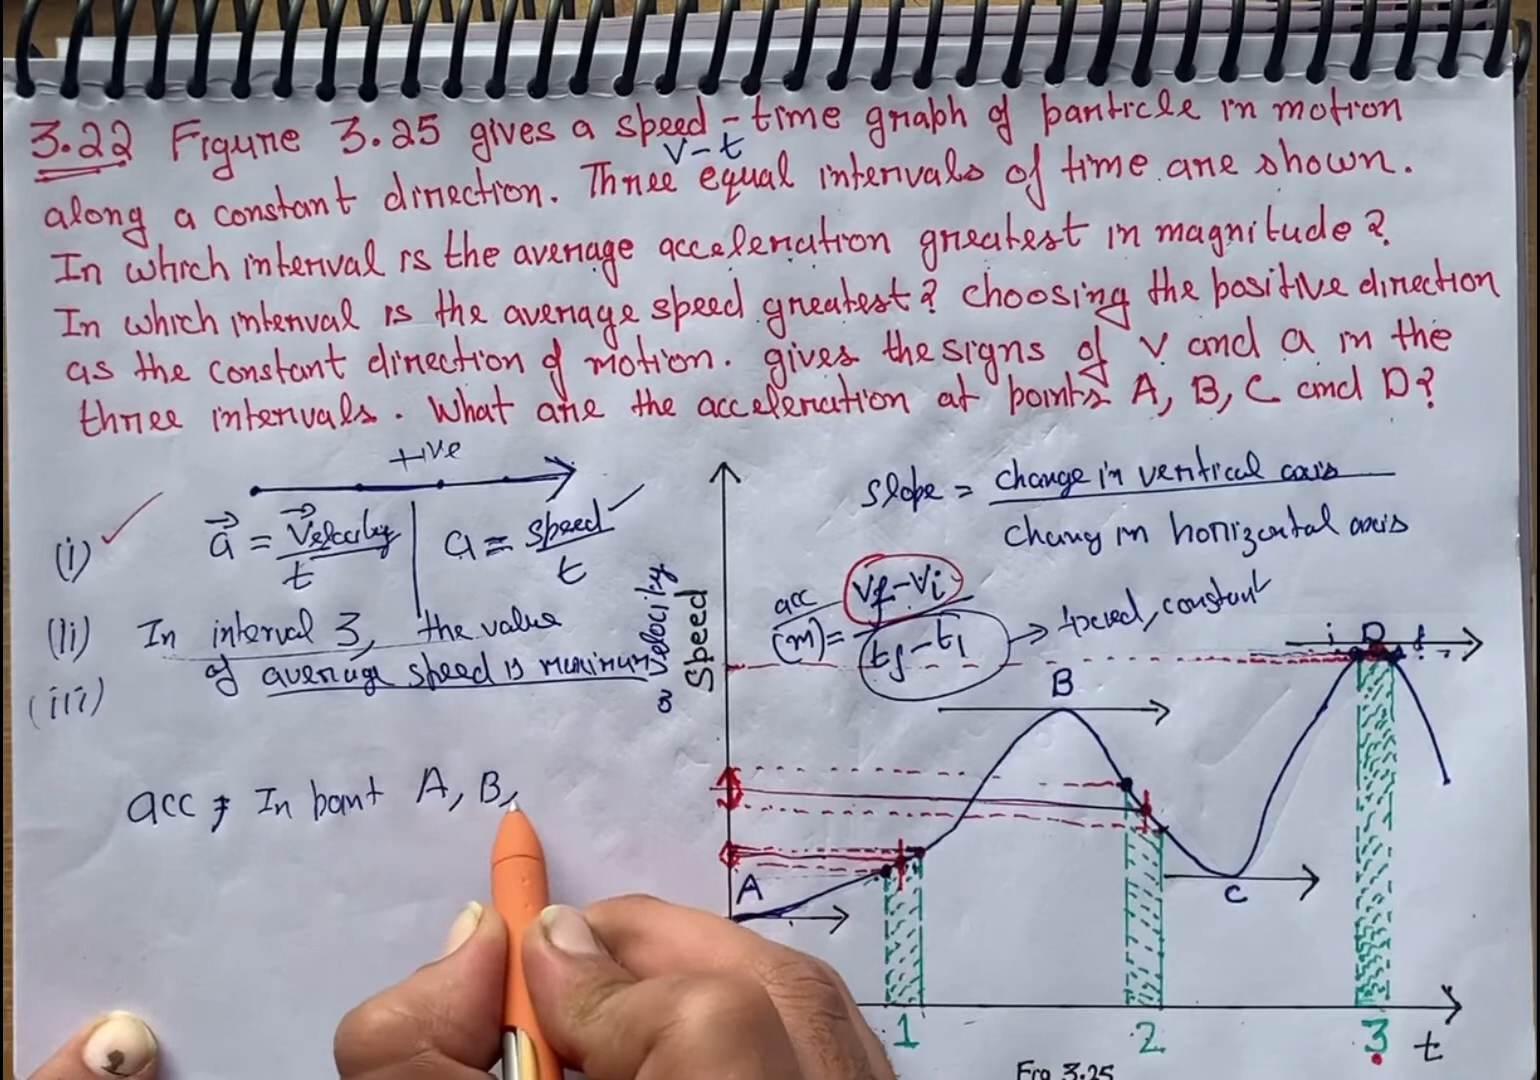 3.22 Figure 3.25 gives a speed-time graph of particle in motion
v-t
along a constant direction. Three equal intervals of time are shown.
In which interval is the average acceleration greatest in magnitude?
In which interval is the average speed greatest? Choosing the positive direction
as the constant direction of motion. gives the signs of v and a in the
three intervals. What are the acceleration at points A, B, C and D?
+ive
(i) a = Velocity / t
a = speed / t
(ii) In interval 3, the value
of average speed is
(iii)
acc, In point A, B,
Slope = change in vertical axis
change in horizontal axis
acc
(m) = vf-vi
tf-ti → fixed, constant
Velocity
Speed
A
B
C
D
1
2
3
t
3.25